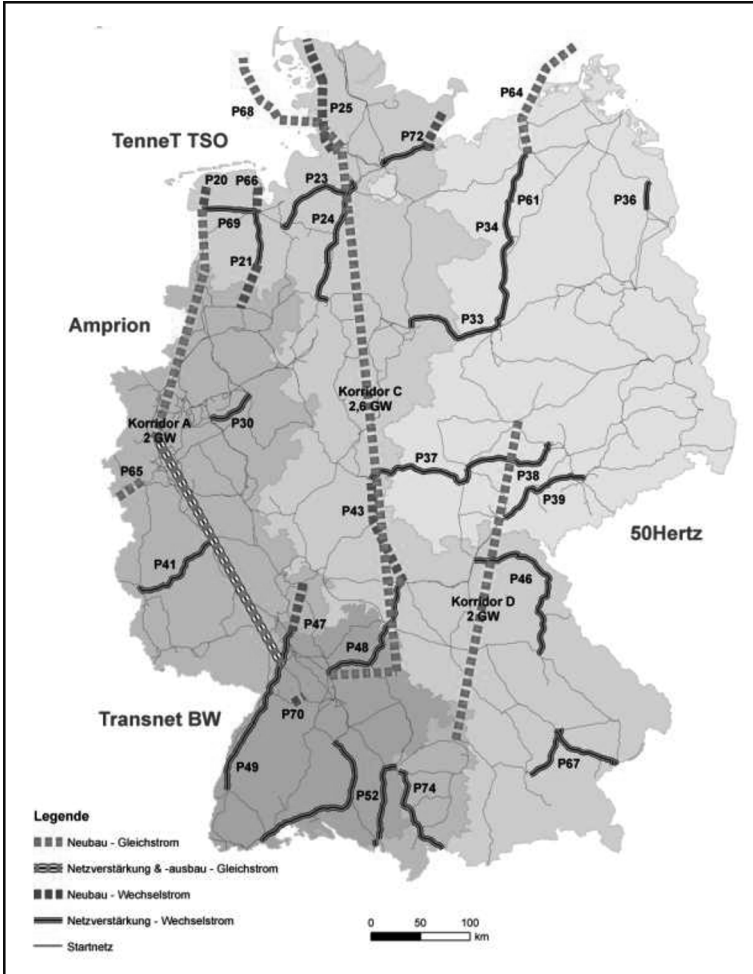 P68
P25
P64
TenneT TSO
P72
P20
P66
P23
P24
P61
P36
P69
P34
P21
Amprion
P33
Korridor C
2,6 GW
Korridor A
2 GW
P30
P65
P37
P38
P39
P43
50Hertz
P41
P46
Korridor D
2 GW
P47
P48
P70
Transnet BW
P49
P52
P74
P67
Legende
Neubau - Gleichstrom
Netzverstärkung & -ausbau - Gleichstrom
Neubau - Wechselstrom
Netzverstärkung - Wechselstrom
Startnetz
0 50 100
km